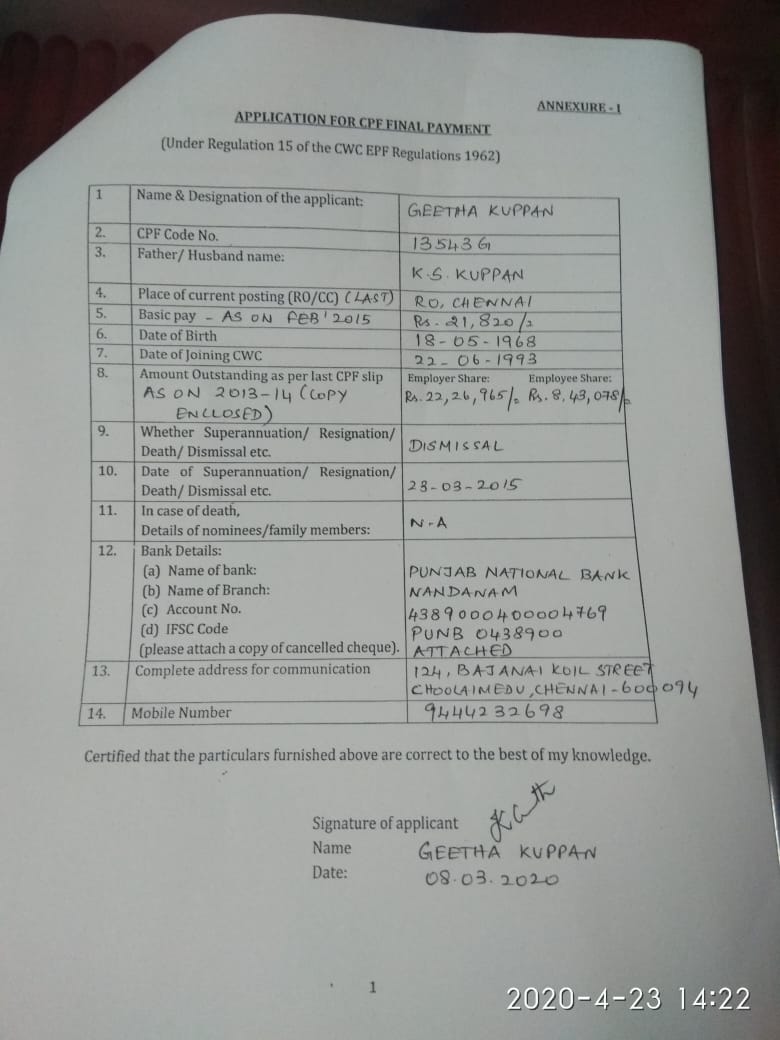 ANNEXURE - I
APPLICATION FOR CPF FINAL PAYMENT
(Under Regulation 15 of the CWC EPF Regulations 1962)
1 Name & Designation of the applicant: GEETHA KUPPAN
2. CPF Code No. 13543G
3. Father/ Husband name: K.S. KUPPAN
4. Place of current posting (RO/CC) (LAST) RO, CHENNAI
5. Basic pay - AS ON FEB'2015 Rs. 21,820/=
6. Date of Birth 18-05-1968
7. Date of Joining CWC 22-06-1993
8. Amount Outstanding as per last CPF slip Employer Share: Employee Share:
AS ON 2013-14 (COPY Rs. 22,26,965/= Rs. 8,43,078/=
ENCLOSED)
9. Whether Superannuation/ Resignation/
Death/ Dismissal etc. DISMISSAL
10. Date of Superannuation/ Resignation/
Death/ Dismissal etc. 23-03-2015
11. In case of death,
Details of nominees/family members: N-A
12. Bank Details:
(a) Name of bank: PUNJAB NATIONAL BANK
(b) Name of Branch: NANDANAM
(c) Account No. 4389000400004769
(d) IFSC Code PUNB 0438900
(please attach a copy of cancelled cheque). ATTACHED
13. Complete address for communication 124, BAJANAI KOIL STREET
CHOOLAIMEDU, CHENNAI-600094
14. Mobile Number 9444232698
Certified that the particulars furnished above are correct to the best of my knowledge.
Signature of applicant
Name GEETHA KUPPAN
Date: 08.03.2020
1
2020-4-23 14:22